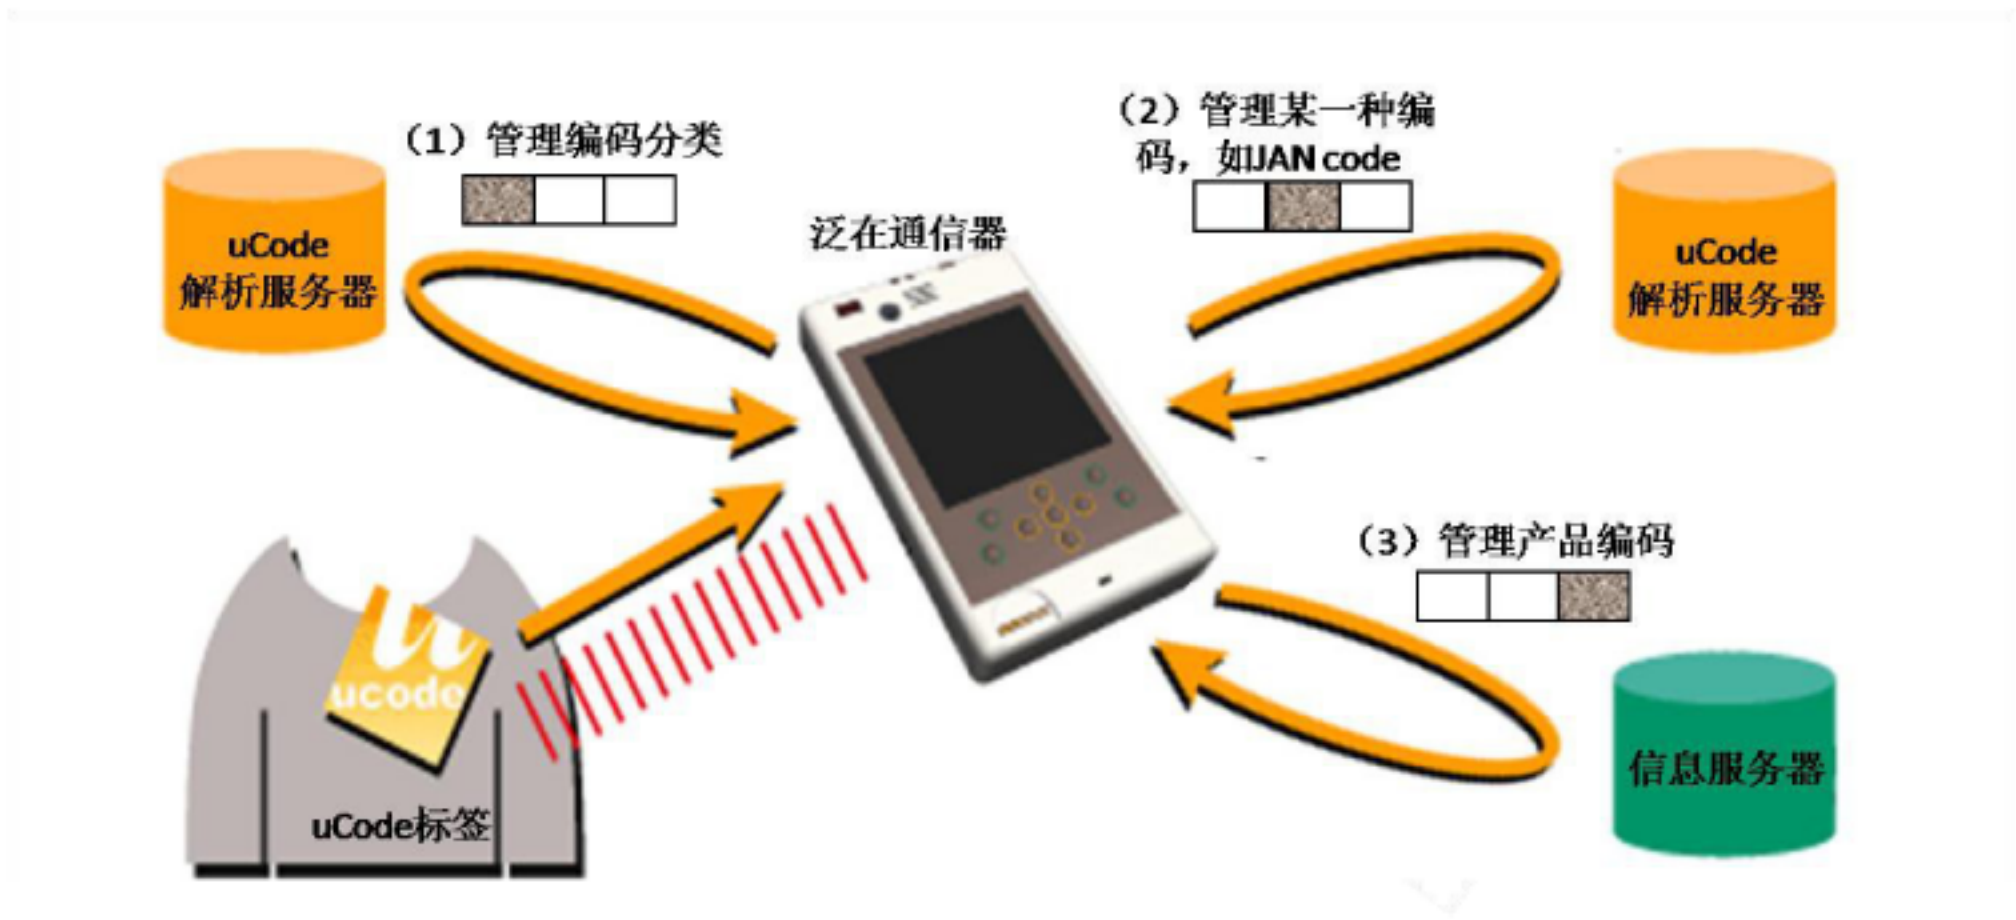 （1）管理编码分类
（2）管理某一种编
码，如JAN code
uCode
解析服务器
泛在通信器
uCode
解析服务器
（3）管理产品编码
u
ucode
信息服务器
uCode标签